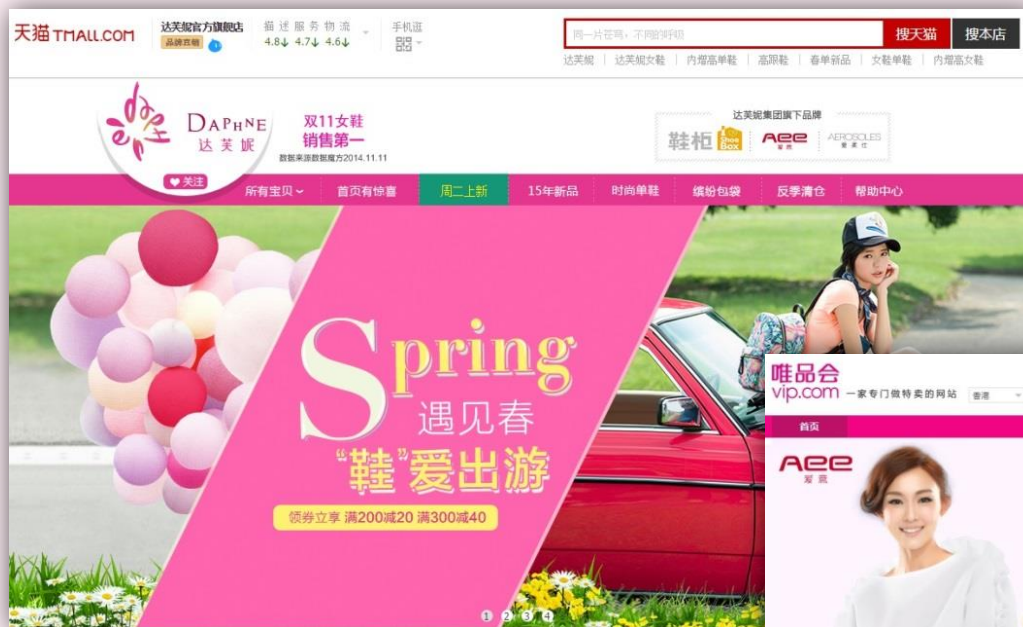 天猫 TMALL.COM
达芙妮官方旗舰店
品牌直销
描 述 服 务 物 流
4.8↓ 4.7↓ 4.6↓
手机逛
搜天猫
搜本店
达芙妮 | 达芙妮女鞋 | 内增高单鞋 | 高跟鞋 | 春单新品 | 女鞋单鞋 | 内增高女鞋
DAPHNE
达芙妮
双11女鞋
销售第一
数据来源数据魔方2014.11.11
达芙妮集团旗下品牌
鞋柜
Shoe Box
AEE
爱意
AEROSOLES
爱柔仕
关注
所有宝贝
首页有惊喜
周二上新
15年新品
时尚单鞋
缤纷包袋
反季清仓
帮助中心
Spring
遇见春
“鞋”爱出游
领券立享 满200减20 满300减40
1 2 3 4
唯品会
vip.com
一家专门做特卖的网站
香港
首页
AEE
爱意